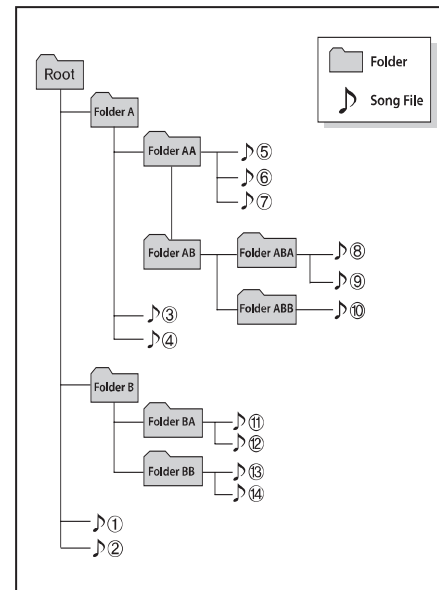 Root
Folder
Song File
Folder A
Folder AA
⑤
⑥
⑦
Folder AB
Folder ABA
⑧
⑨
Folder ABB
⑩
③
④
Folder B
Folder BA
⑪
⑫
Folder BB
⑬
⑭
①
②